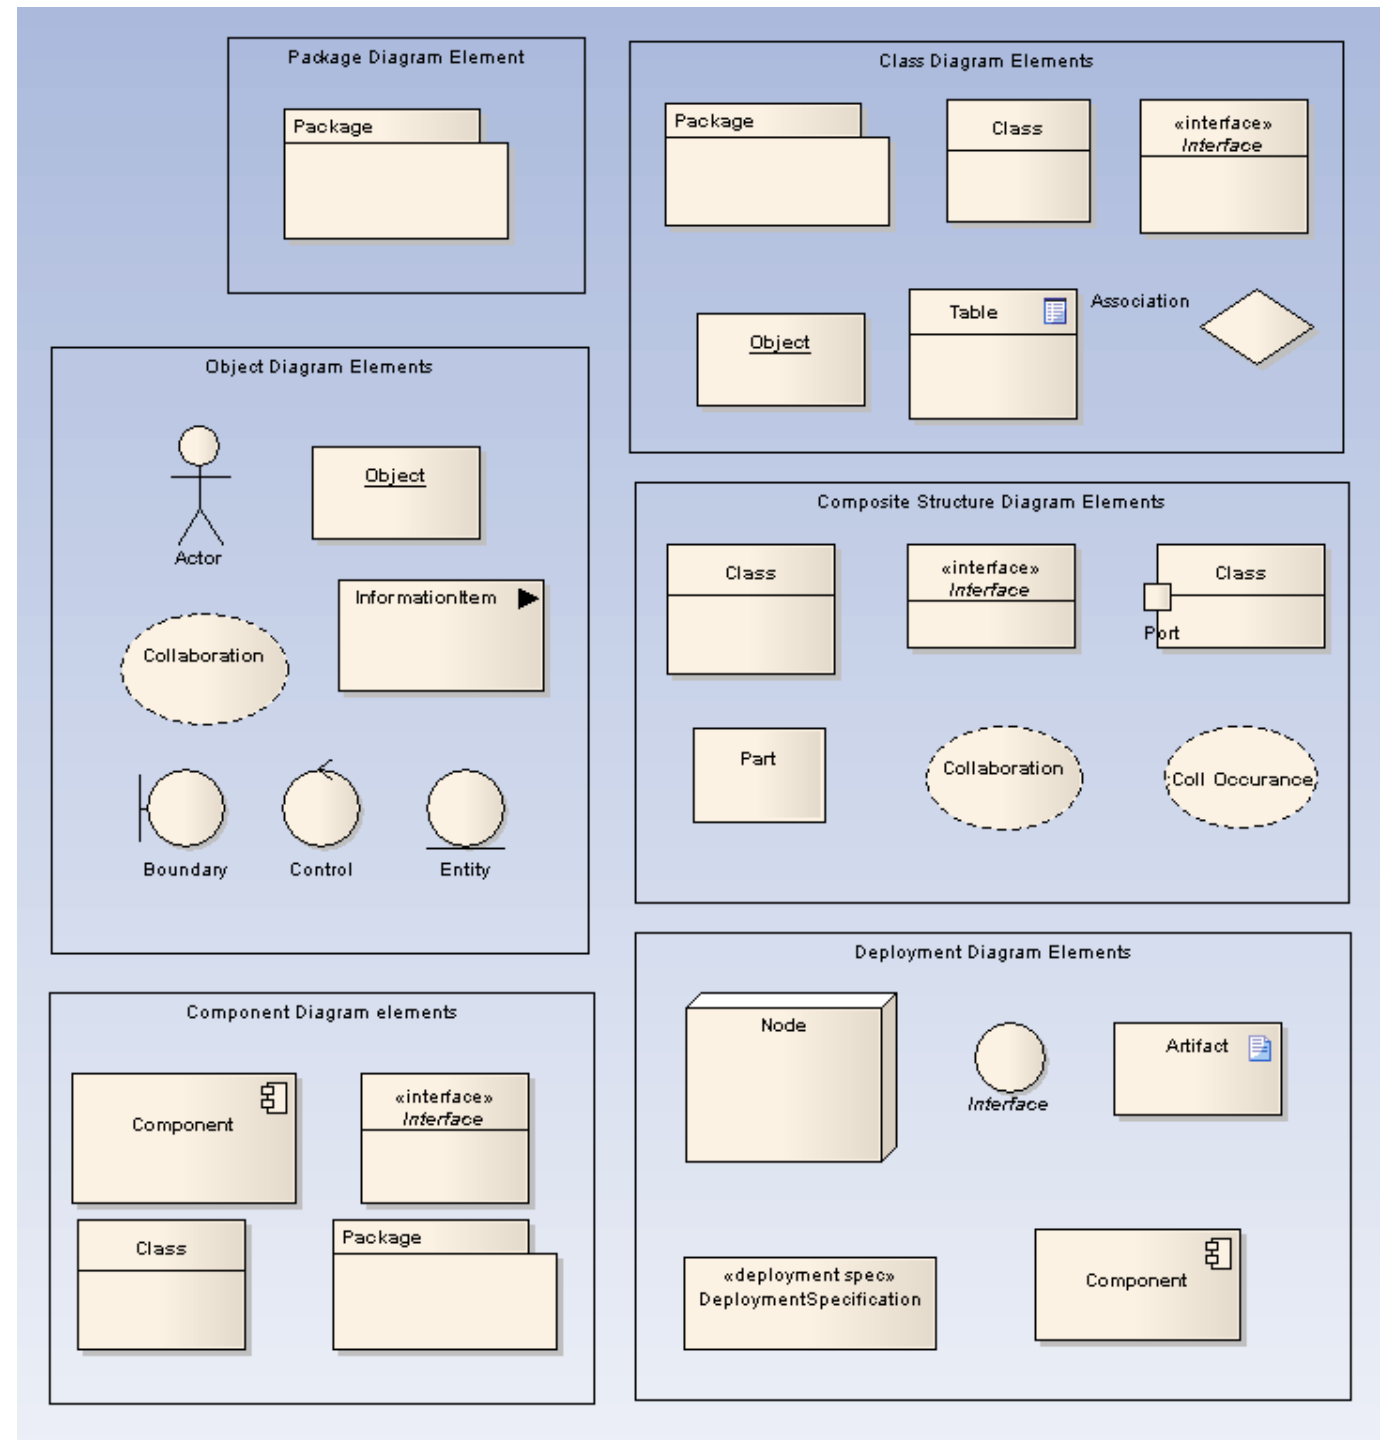 Package Diagram Element
Package
Class Diagram Elements
Package
Class
«interface»
Interface
Object
Table
Association
Object Diagram Elements
Actor
Object
InformationItem
Collaboration
Boundary
Control
Entity
Composite Structure Diagram Elements
Class
«interface»
Interface
Class
Port
Part
Collaboration
Coll Occurance
Component Diagram elements
Component
«interface»
Interface
Class
Package
Deployment Diagram Elements
Node
Interface
Artifact
«deployment spec»
DeploymentSpecification
Component